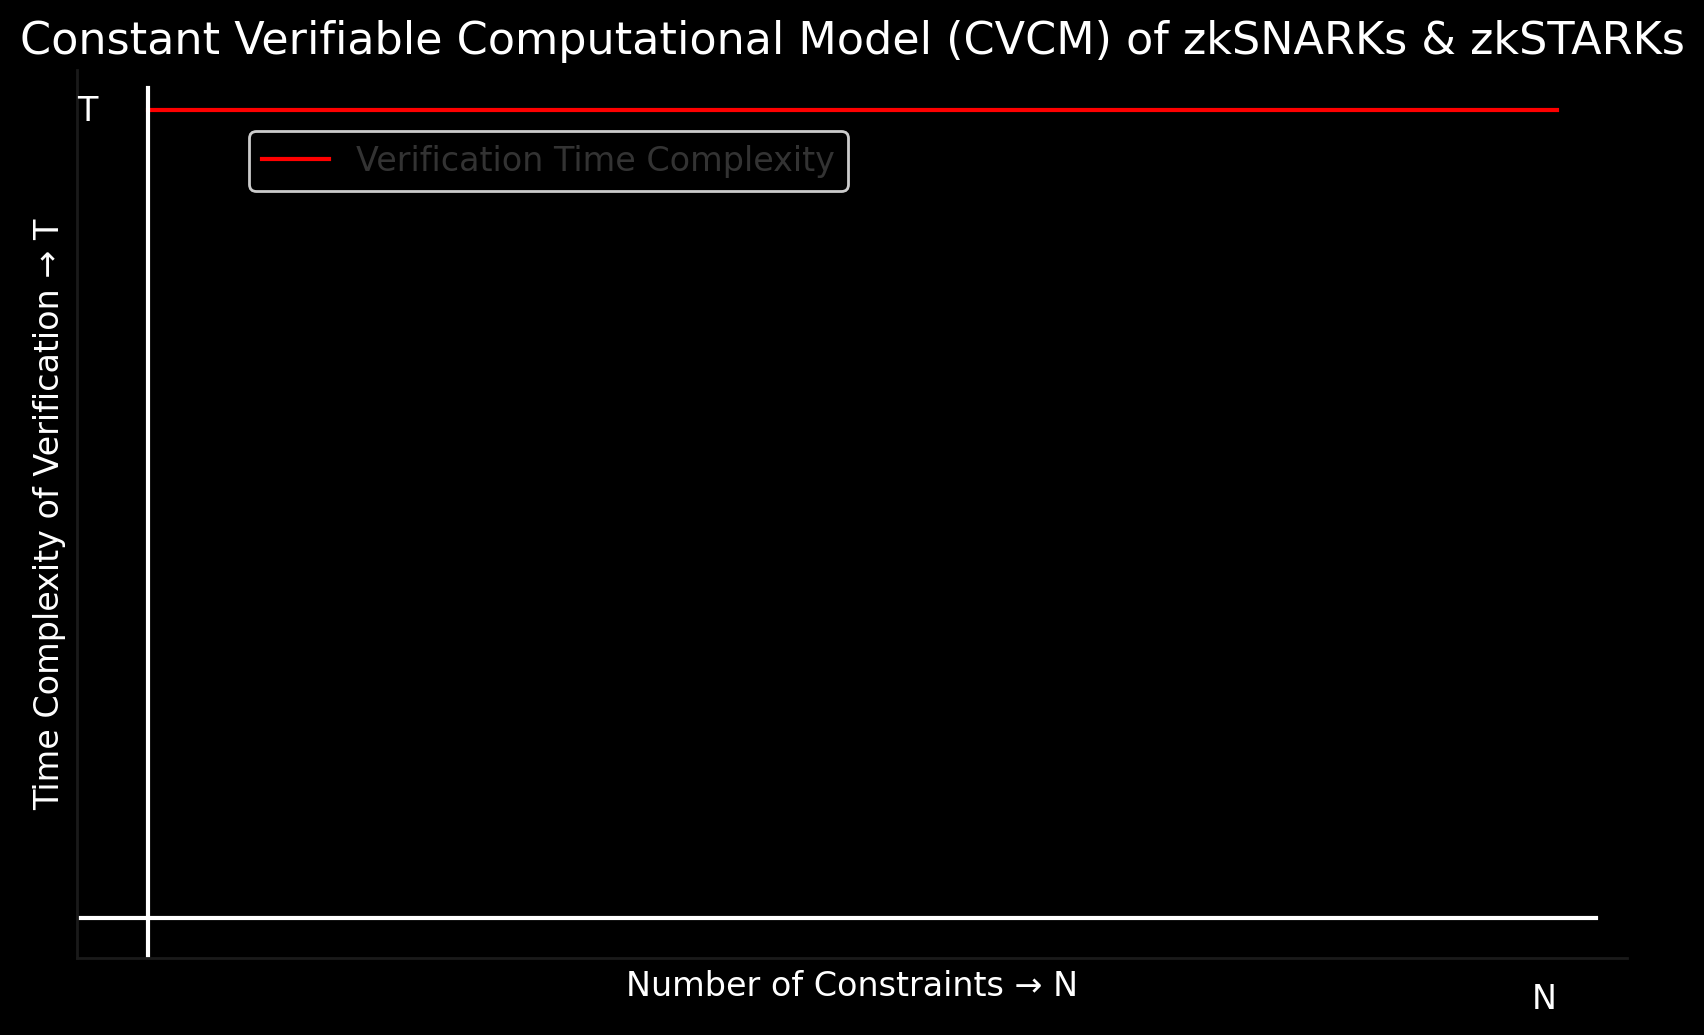 Constant Verifiable Computational Model (CVCM) of zkSNARKs & zkSTARKs
T
Verification Time Complexity
Time Complexity of Verification → T
Number of Constraints → N
N